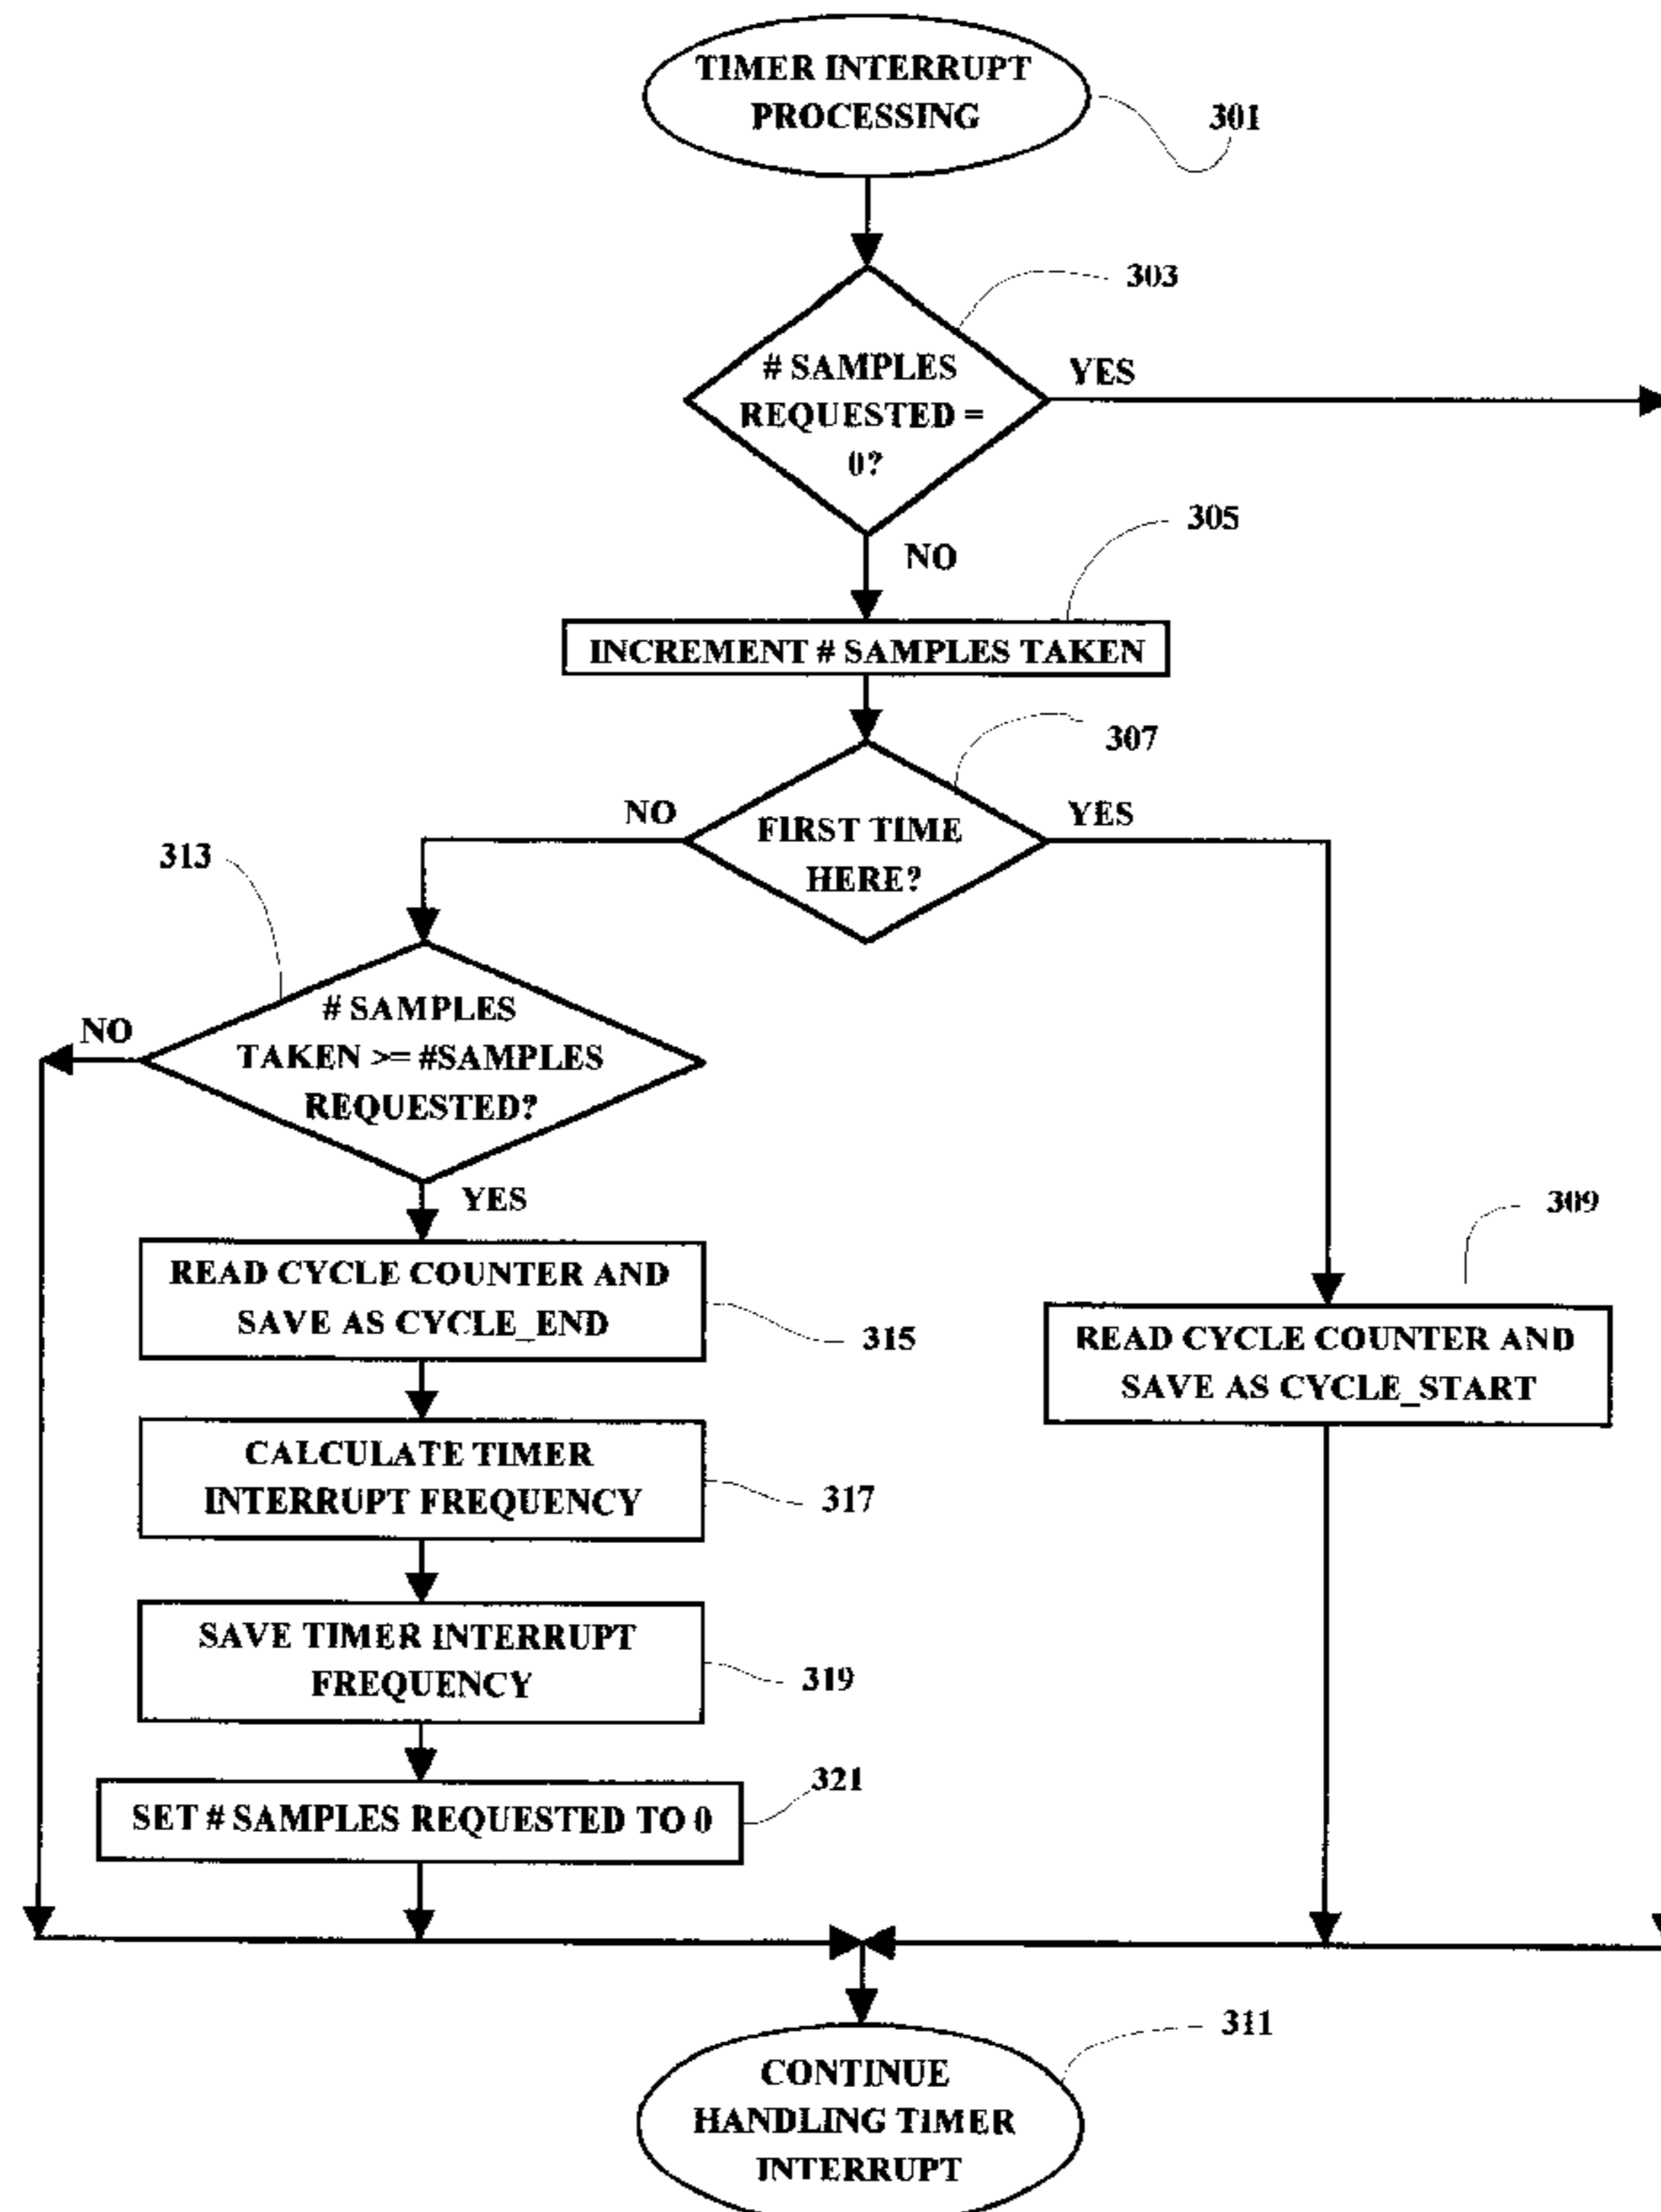 TIMER INTERRUPT
PROCESSING
301
303
# SAMPLES
REQUESTED =
0?
YES
NO
305
INCREMENT # SAMPLES TAKEN
307
FIRST TIME
HERE?
NO
YES
313
# SAMPLES
TAKEN >= #SAMPLES
REQUESTED?
NO
YES
READ CYCLE COUNTER AND
SAVE AS CYCLE_END
315
309
READ CYCLE COUNTER AND
SAVE AS CYCLE_START
CALCULATE TIMER
INTERRUPT FREQUENCY
317
SAVE TIMER INTERRUPT
FREQUENCY
319
SET # SAMPLES REQUESTED TO 0
321
311
CONTINUE
HANDLING TIMER
INTERRUPT